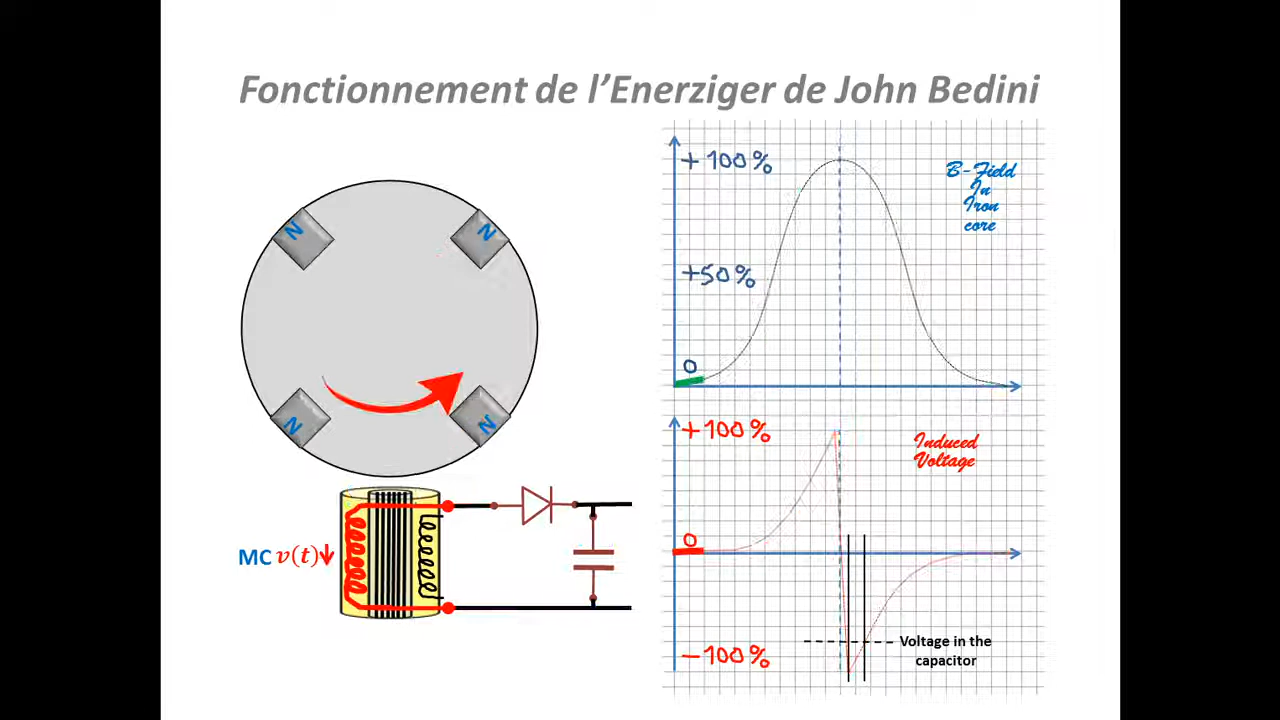 Fonctionnement de l'Enerziger de John Bedini
N
N
N
N
MC v(t)
+100%
+50%
0
B-Field
In
Iron
core
+100%
0
-100%
Induced
Voltage
Voltage in the
capacitor